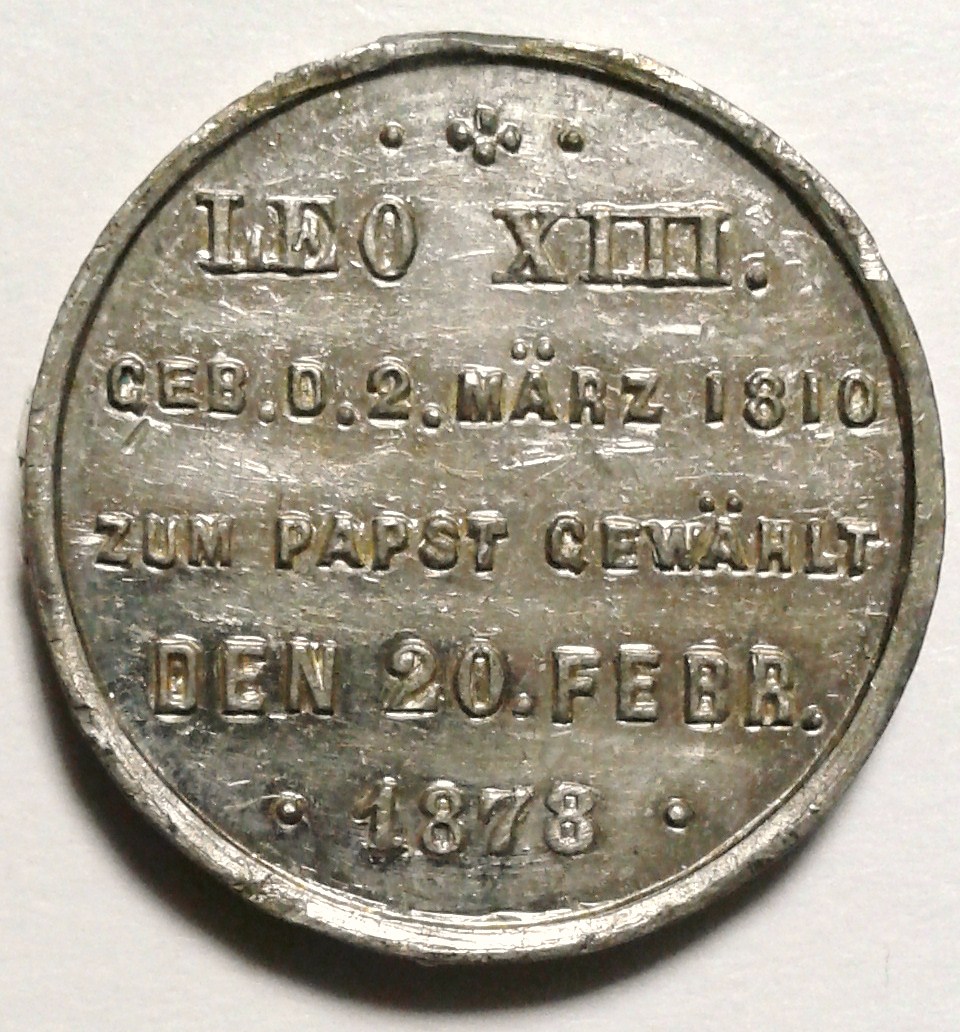 LEO XIII.
GEB.D.2.MÄRZ 1810
ZUM PAPST GEWÄHLT
DEN 20.FEBR.
1878